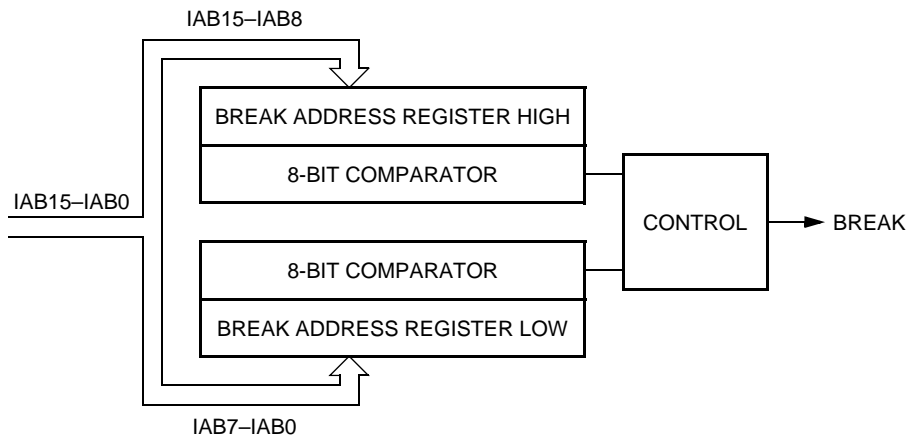 IAB15–IAB8
BREAK ADDRESS REGISTER HIGH
8-BIT COMPARATOR
IAB15–IAB0
CONTROL
BREAK
8-BIT COMPARATOR
BREAK ADDRESS REGISTER LOW
IAB7–IAB0